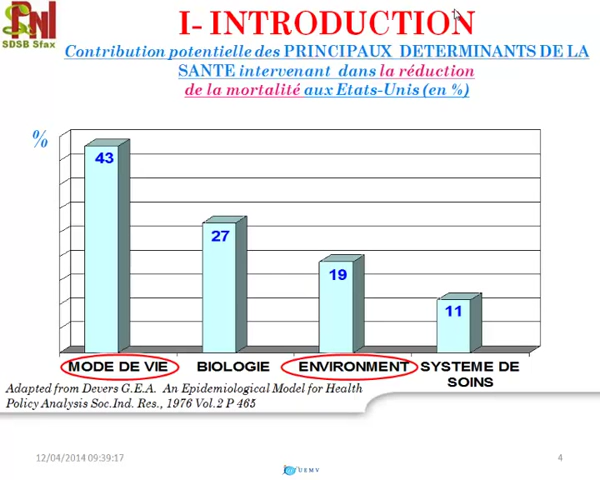 PNI
SDSB Sfax
I- INTRODUCTION
Contribution potentielle des PRINCIPAUX DETERMINANTS DE LA
SANTE intervenant dans la réduction
de la mortalité aux Etats-Unis (en %)
%
43
27
19
11
MODE DE VIE BIOLOGIE ENVIRONMENT SYSTEME DE
SOINS
Adapted from Devers G.E.A. An Epidemiological Model for Health
Policy Analysis Soc.Ind. Res., 1976 Vol.2 P 465
12/04/2014 09:39:17
4
UEMV